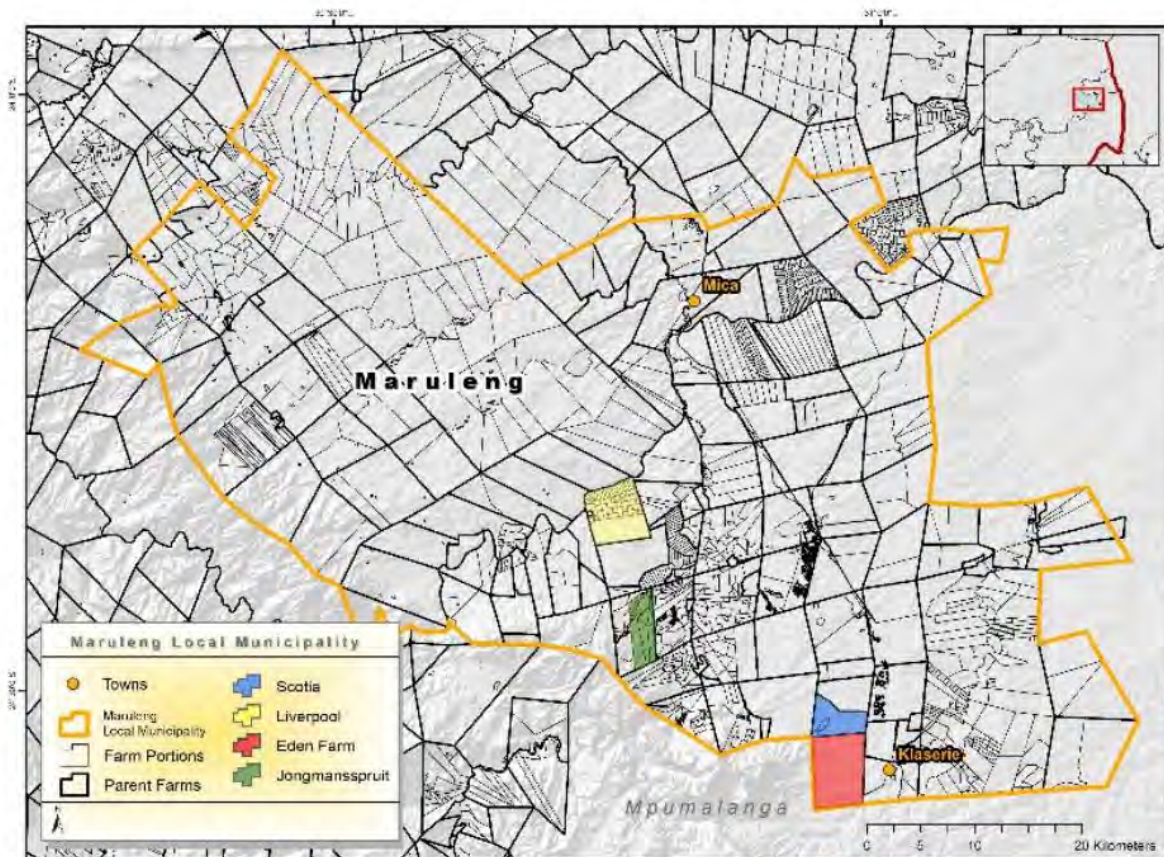 Mica
Maruleng
Maruleng Local Municipality
Towns
Maruleng
Local Municipality
Farm Portions
Parent Farms
Scotia
Liverpool
Eden Farm
Jongmansspruit
Klaserie
Mpumalanga
0 5 10 20 Kilometers